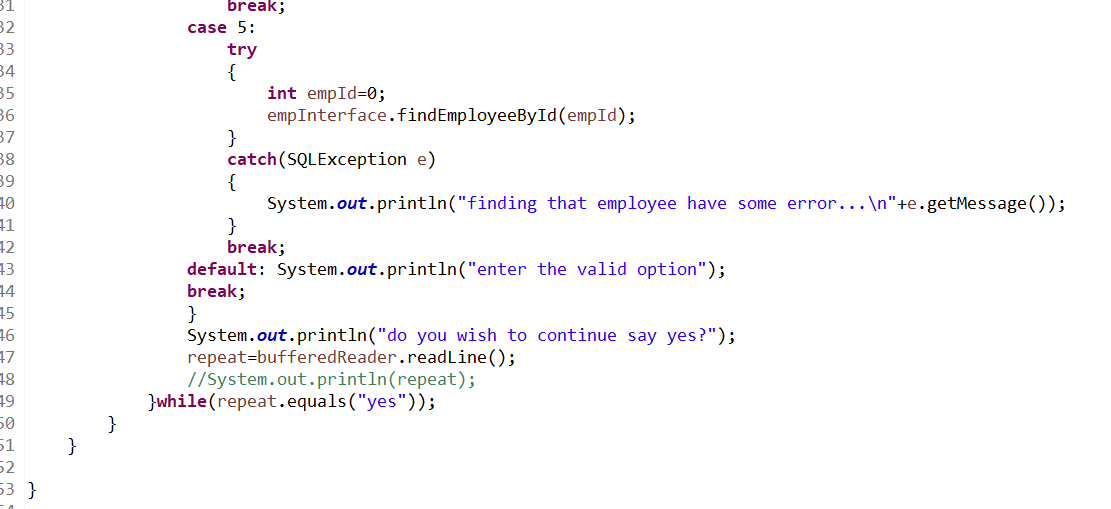 31 break;
32 case 5:
33 try
34 {
35 int empId=0;
36 empInterface.findEmployeeById(empId);
37 }
38 catch(SQLException e)
39 {
40 System.out.println("finding that employee have some error...\n"+e.getMessage());
41 }
42 break;
43 default: System.out.println("enter the valid option");
44 break;
45 }
46 System.out.println("do you wish to continue say yes?");
47 repeat=bufferedReader.readLine();
48 //System.out.println(repeat);
49 }while(repeat.equals("yes"));
50 }
51 }
52
53 }